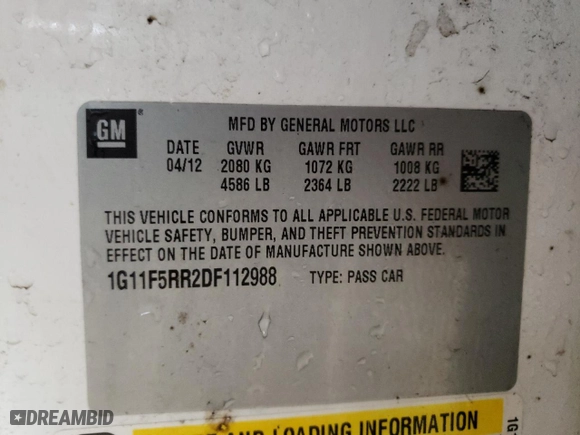 GM
®
MFD BY GENERAL MOTORS LLC
DATE GVWR GAWR FRT GAWR RR
04/12 2080 KG 1072 KG 1008 KG
4586 LB 2364 LB 2222 LB
THIS VEHICLE CONFORMS TO ALL APPLICABLE U.S. FEDERAL MOTOR
VEHICLE SAFETY, BUMPER, AND THEFT PREVENTION STANDARDS IN
EFFECT ON THE DATE OF MANUFACTURE SHOWN ABOVE.
1G11F5RR2DF112988 TYPE: PASS CAR
AND LOADING INFORMATION
1G
DREAMBID